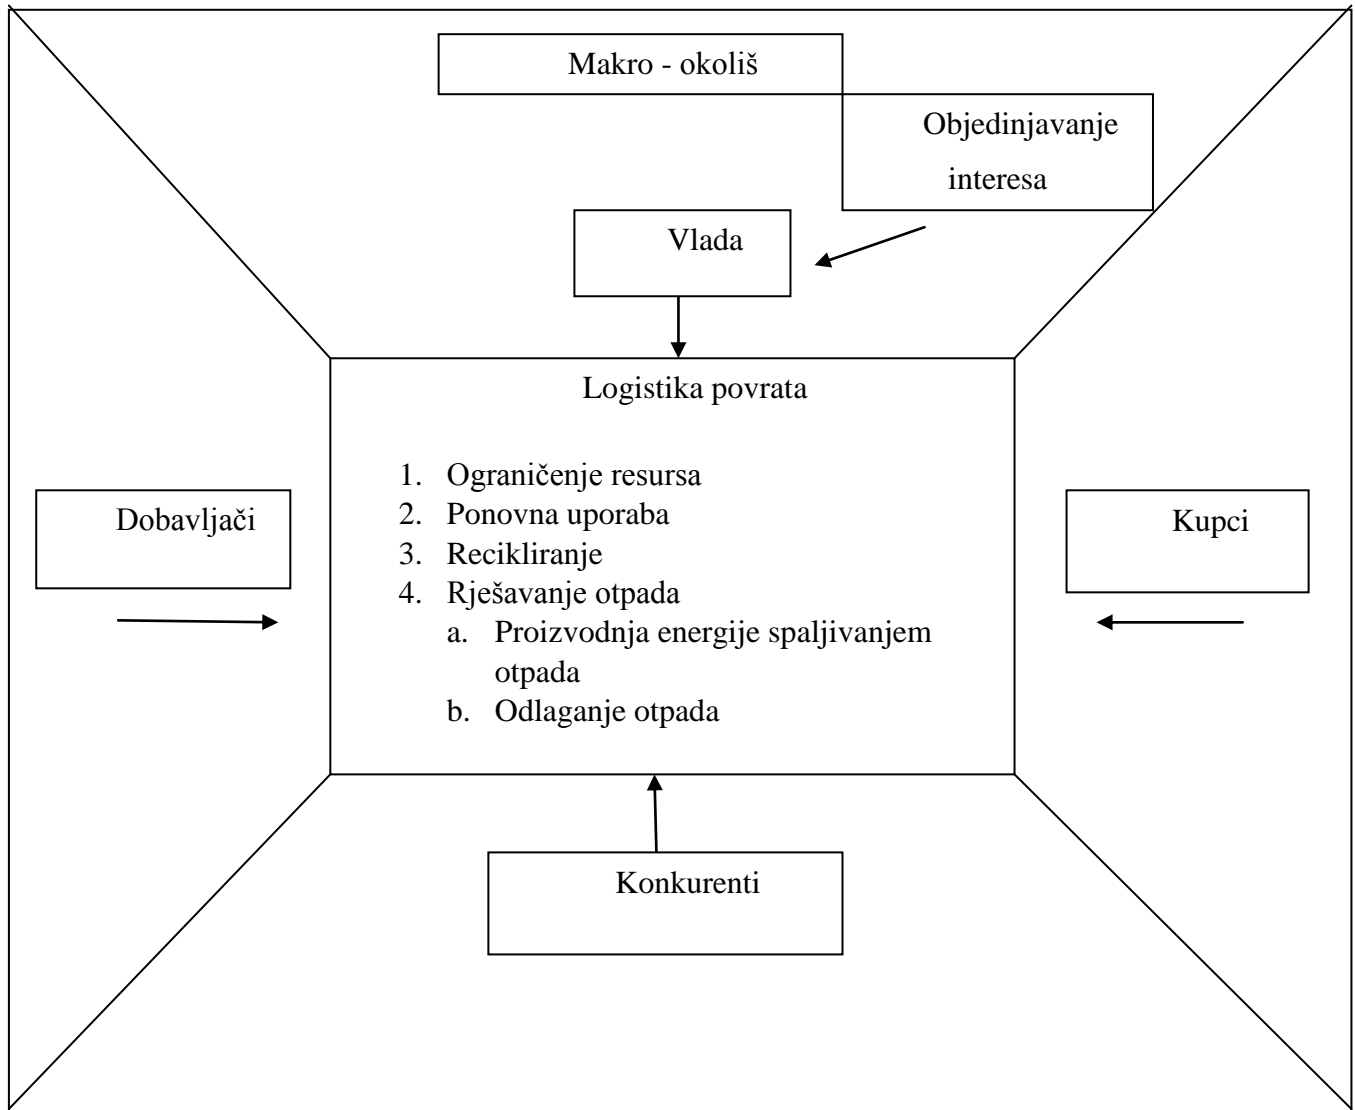 Makro - okoliš
Objedinjavanje
interesa
Vlada
Logistika povrata
1. Ograničenje resursa
2. Ponovna uporaba
3. Recikliranje
4. Rješavanje otpada
a. Proizvodnja energije spaljivanjem
otpada
b. Odlaganje otpada
Dobavljači
Kupci
Konkurenti